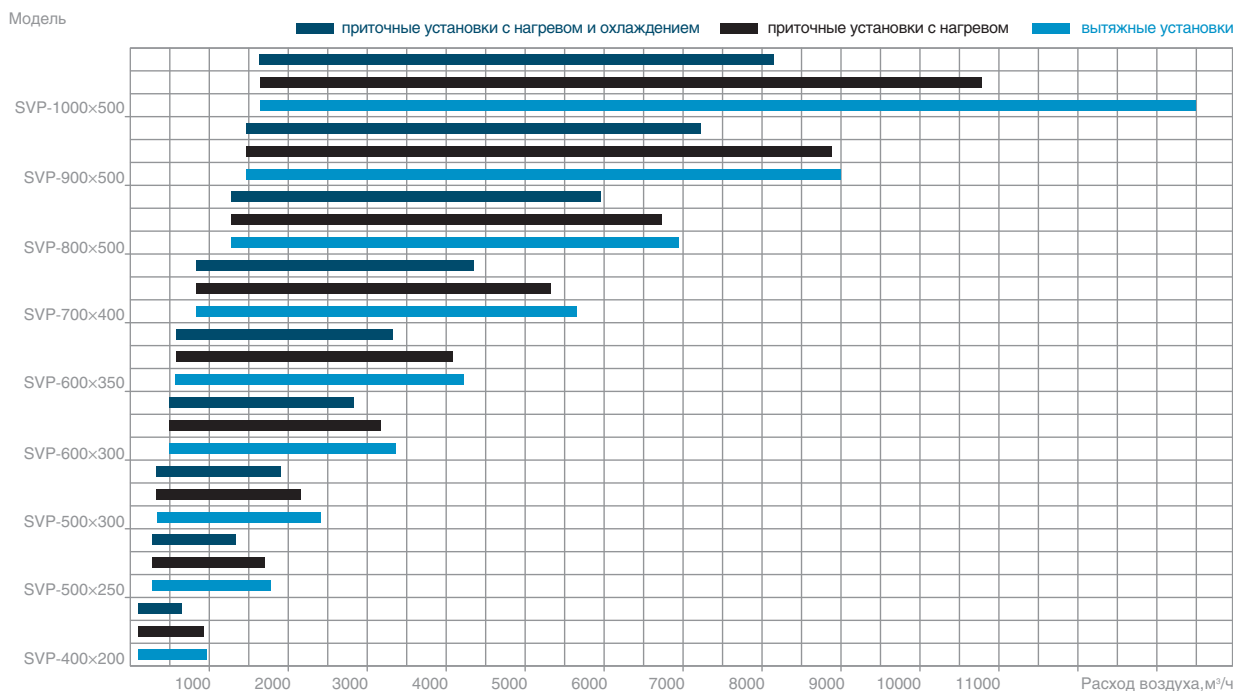 Модель
приточные установки с нагревом и охлаждением
приточные установки с нагревом
вытяжные установки
SVP-1000×500
SVP-900×500
SVP-800×500
SVP-700×400
SVP-600×350
SVP-600×300
SVP-500×300
SVP-500×250
SVP-400×200
1000 2000 3000 4000 5000 6000 7000 8000 9000 10000 11000 Расход воздуха, м³/ч